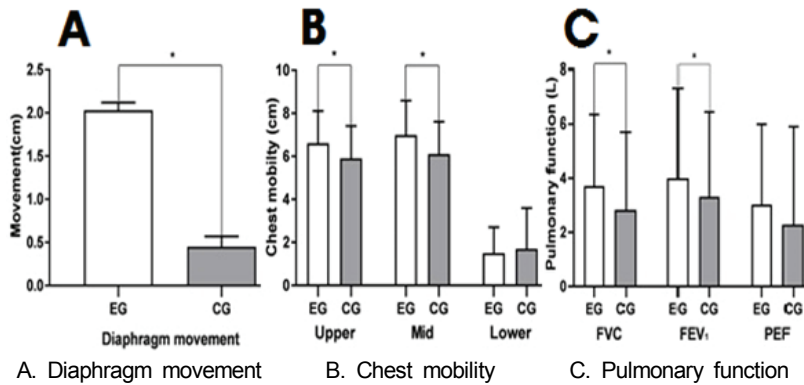 A
*
2.5
2.0
1.5
1.0
0.5
0.0
Movement(cm)
EG CG
Diaphragm movement
B
* *
10
8
6
4
2
0
Chest mobilty (cm)
EG CG EG CG EG CG
Upper Mid Lower
C
* *
8
6
4
2
0
Pulmonary function (L)
EG CG EG CG EG CG
FVC FEV₁ PEF
A. Diaphragm movement B. Chest mobility C. Pulmonary function